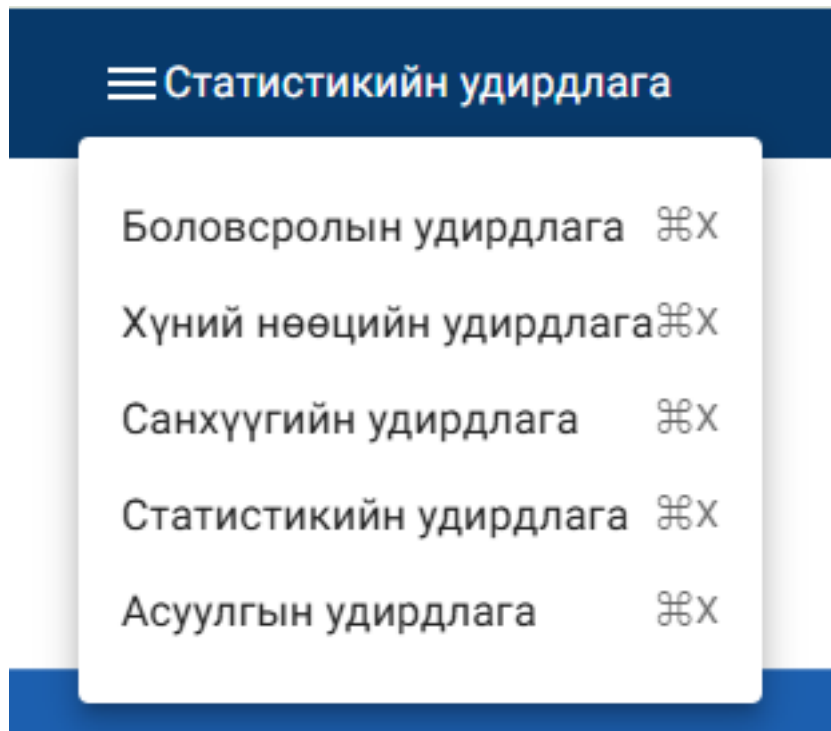 Статистикийн удирдлага
Боловсролын удирдлага ⌘X
Хүний нөөцийн удирдлага⌘X
Санхүүгийн удирдлага ⌘X
Статистикийн удирдлага ⌘X
Асуулгын удирдлага ⌘X